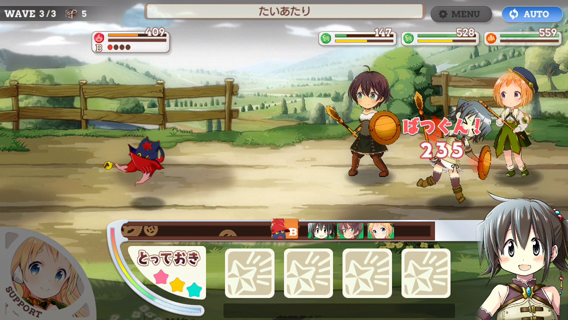 WAVE 3/3 5
たいあたり
MENU
AUTO
409
B
147
528
559
ばつぐん!
235
B
とっておき
SUPPORT